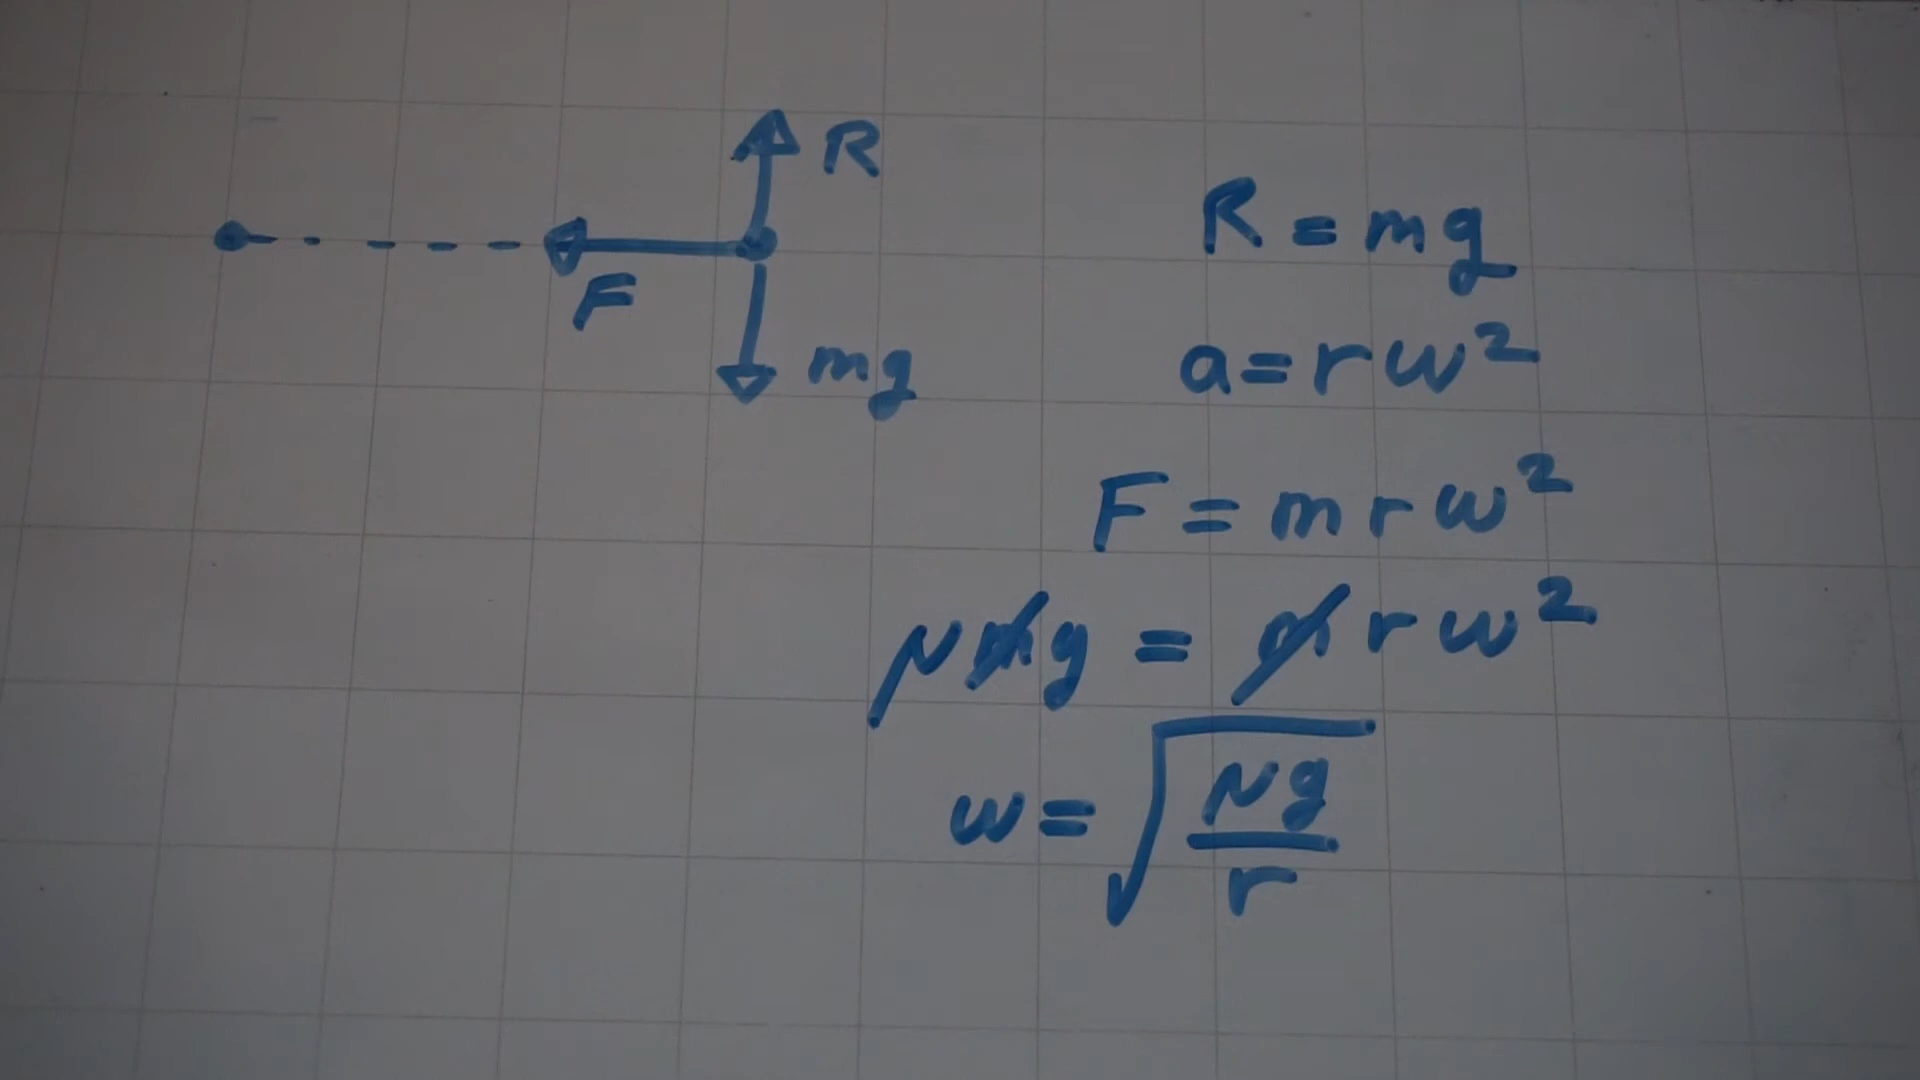 R
F
mg
R = mg
a = rω²
F = mrω²
μmg = mrω²
ω = √(μg/r)